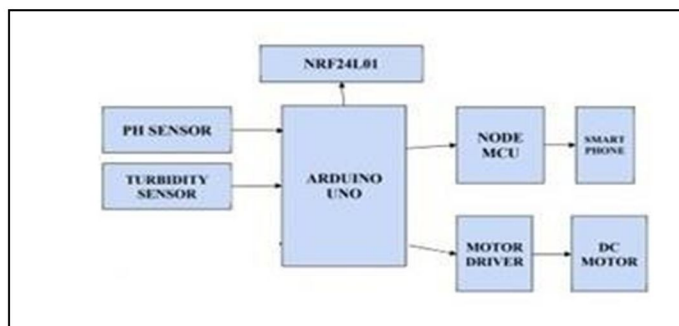 NRF24L01
PH SENSOR
TURBIDITY
SENSOR
ARDUINO
UNO
NODE
MCU
SMART
PHONE
MOTOR
DRIVER
DC
MOTOR